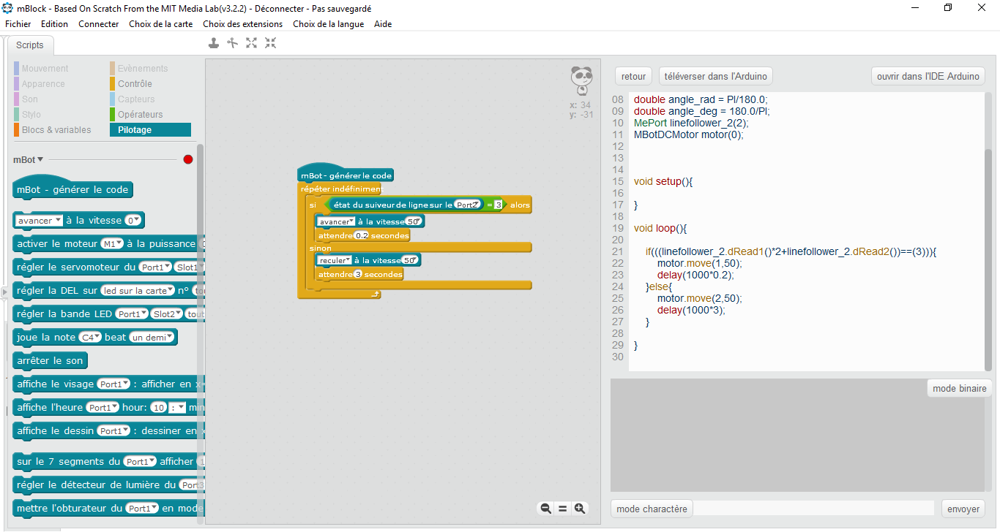 mBlock - Based On Scratch From the MIT Media Lab(v3.2.2) - Déconnecter - Pas sauvegardé
Fichier Edition Connecter Choix de la carte Choix des extensions Choix de la langue Aide
Scripts
Mouvement Evènements
Apparence Contrôle
Son Capteurs
Stylo Opérateurs
Blocs & variables Pilotage
mBot
mBot - générer le code
avancer à la vitesse 0
activer le moteur M1 à la puissance
régler le servomoteur du Port1 Slot1
régler la DEL sur led sur la carte n°
régler la bande LED Port1 Slot2
joue la note C4 beat un demi
arrêter le son
affiche le visage Port1 : afficher en
affiche l'heure Port1 hour: 10 :
affiche le dessin Port1 : dessiner en
sur le 7 segments du Port1 afficher
régler le détecteur de lumière du
mettre l'obturateur du Port1 en mode
x: 34
y: -31
mBot - générer le code
répéter indéfiniment
si état du suiveur de ligne sur le Port2 = 3 alors
avancer à la vitesse 50
attendre 0.2 secondes
sinon
reculer à la vitesse 50
attendre 3 secondes
retour téléverser dans l'Arduino ouvrir dans l'IDE Arduino
08 double angle_rad = PI/180.0;
09 double angle_deg = 180.0/PI;
10 MePort linefollower_2(2);
11 MBotDCMotor motor(0);
12
13
14
15 void setup(){
16
17 }
18
19 void loop(){
20
21 if(((linefollower_2.dRead1()*2+linefollower_2.dRead2())==(3))){
22 motor.move(1,50);
23 delay(1000*0.2);
24 }else{
25 motor.move(2,50);
26 delay(1000*3);
27 }
28
29 }
30
mode binaire
mode charactère envoyer